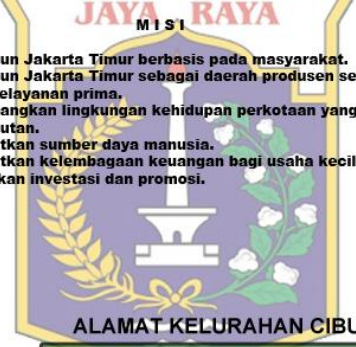 JAYA RAYA
M I S I
un Jakarta Timur berbasis pada masyarakat.
un Jakarta Timur sebagai daerah produsen se
elayanan prima.
angkan lingkungan kehidupan perkotaan yang
utan.
tkan sumber daya manusia.
tkan kelembagaan keuangan bagi usaha kecil
kan investasi dan promosi.
ALAMAT KELURAHAN CIBU